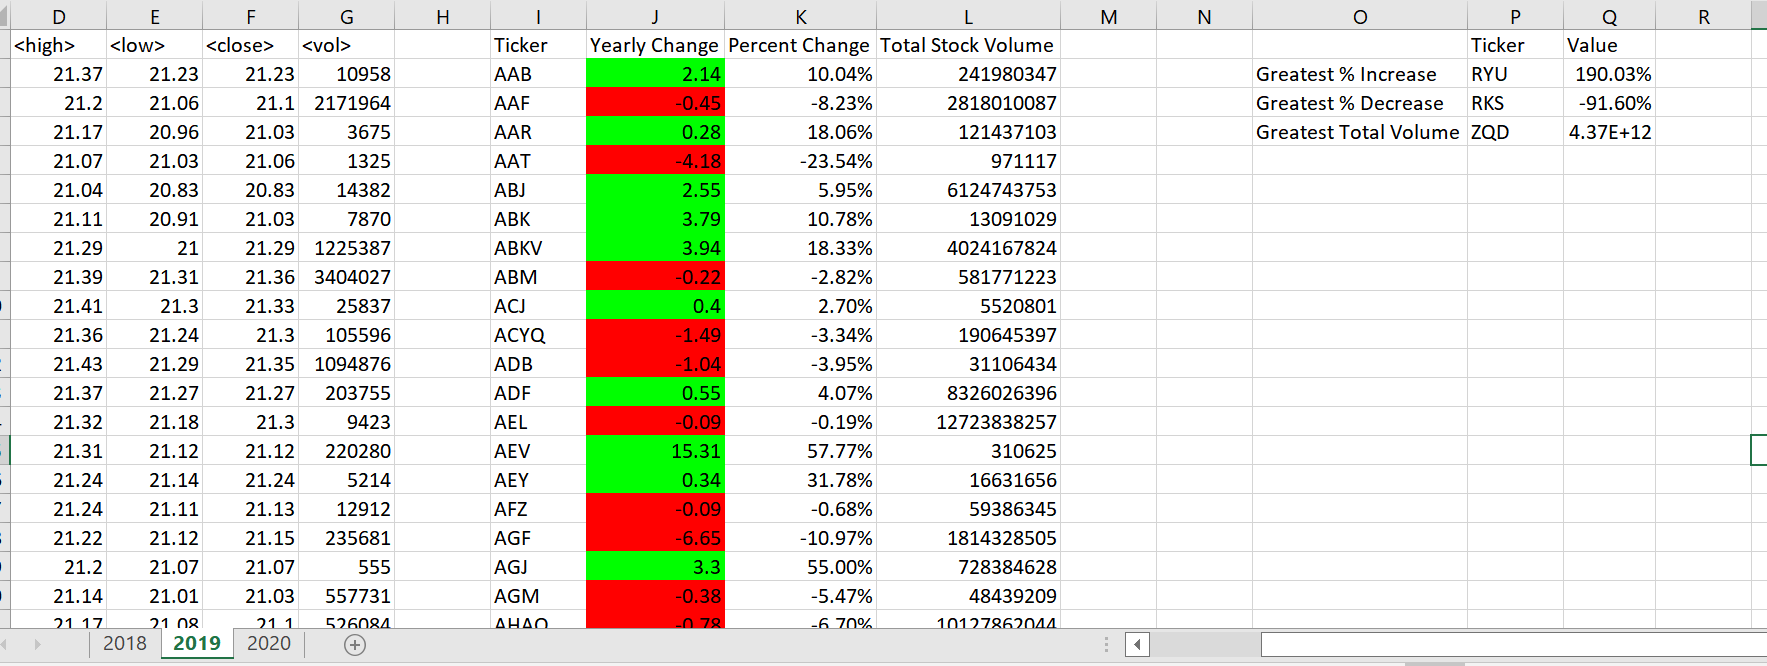 D E F G H I J K L M N O P Q R
<high> <low> <close> <vol> Ticker Yearly Change Percent Change Total Stock Volume Ticker Value
21.37 21.23 21.23 10958 AAB 2.14 10.04% 241980347 Greatest % Increase RYU 190.03%
21.2 21.06 21.1 2171964 AAF -0.45 -8.23% 2818010087 Greatest % Decrease RKS -91.60%
21.17 20.96 21.03 3675 AAR 0.28 18.06% 121437103 Greatest Total Volume ZQD 4.37E+12
21.07 21.03 21.06 1325 AAT -4.18 -23.54% 971117
21.04 20.83 20.83 14382 ABJ 2.55 5.95% 6124743753
21.11 20.91 21.03 7870 ABK 3.79 10.78% 13091029
21.29 21 21.29 1225387 ABKV 3.94 18.33% 4024167824
21.39 21.31 21.36 3404027 ABM -0.22 -2.82% 581771223
21.41 21.3 21.33 25837 ACJ 0.4 2.70% 5520801
21.36 21.24 21.3 105596 ACYQ -1.49 -3.34% 190645397
21.43 21.29 21.35 1094876 ADB -1.04 -3.95% 31106434
21.37 21.27 21.27 203755 ADF 0.55 4.07% 8326026396
21.32 21.18 21.3 9423 AEL -0.09 -0.19% 12723838257
21.31 21.12 21.12 220280 AEV 15.31 57.77% 310625
21.24 21.14 21.24 5214 AEY 0.34 31.78% 16631656
21.24 21.11 21.13 12912 AFZ -0.09 -0.68% 59386345
21.22 21.12 21.15 235681 AGF -6.65 -10.97% 1814328505
21.2 21.07 21.07 555 AGJ 3.3 55.00% 728384628
21.14 21.01 21.03 557731 AGM -0.38 -5.47% 48439209
21.17 21.08 21.1 526084 AHAQ -0.78 -6.70% 10127862044
2018 2019 2020